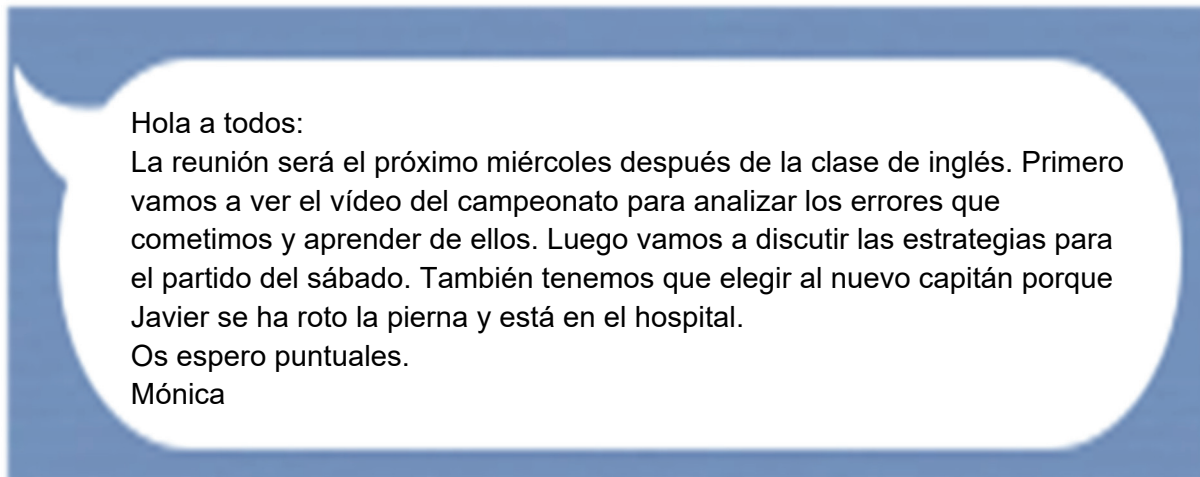 Hola a todos:
La reunión será el próximo miércoles después de la clase de inglés. Primero
vamos a ver el vídeo del campeonato para analizar los errores que
cometimos y aprender de ellos. Luego vamos a discutir las estrategias para
el partido del sábado. También tenemos que elegir al nuevo capitán porque
Javier se ha roto la pierna y está en el hospital.
Os espero puntuales.
Mónica